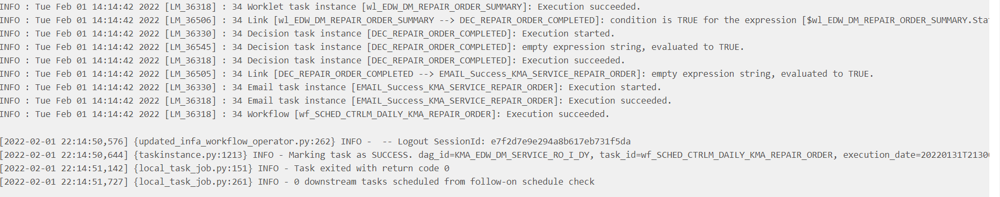 INFO : Tue Feb 01 14:14:42 2022 [LM_36318] : 34 Worklet task instance [wl_EDW_DM_REPAIR_ORDER_SUMMARY]: Execution succeeded.
INFO : Tue Feb 01 14:14:42 2022 [LM_36506] : 34 Link [wl_EDW_DM_REPAIR_ORDER_SUMMARY --> DEC_REPAIR_ORDER_COMPLETED]: condition is TRUE for the expression [$wl_EDW_DM_REPAIR_ORDER_SUMMARY.Sta
INFO : Tue Feb 01 14:14:42 2022 [LM_36330] : 34 Decision task instance [DEC_REPAIR_ORDER_COMPLETED]: Execution started.
INFO : Tue Feb 01 14:14:42 2022 [LM_36545] : 34 Decision task instance [DEC_REPAIR_ORDER_COMPLETED]: empty expression string, evaluated to TRUE.
INFO : Tue Feb 01 14:14:42 2022 [LM_36318] : 34 Decision task instance [DEC_REPAIR_ORDER_COMPLETED]: Execution succeeded.
INFO : Tue Feb 01 14:14:42 2022 [LM_36505] : 34 Link [DEC_REPAIR_ORDER_COMPLETED --> EMAIL_Success_KMA_SERVICE_REPAIR_ORDER]: empty expression string, evaluated to TRUE.
INFO : Tue Feb 01 14:14:42 2022 [LM_36330] : 34 Email task instance [EMAIL_Success_KMA_SERVICE_REPAIR_ORDER]: Execution started.
INFO : Tue Feb 01 14:14:42 2022 [LM_36318] : 34 Email task instance [EMAIL_Success_KMA_SERVICE_REPAIR_ORDER]: Execution succeeded.
INFO : Tue Feb 01 14:14:42 2022 [LM_36318] : 34 Workflow [wf_SCHED_CTRLM_DAILY_KMA_REPAIR_ORDER]: Execution succeeded.
[2022-02-01 22:14:50,576] {updated_infa_workflow_operator.py:262} INFO -  -- Logout SessionId: e7f2d7e9e294a8b617eb731f5da
[2022-02-01 22:14:50,644] {taskinstance.py:1213} INFO - Marking task as SUCCESS. dag_id=KMA_EDW_DM_SERVICE_RO_I_DY, task_id=wf_SCHED_CTRLM_DAILY_KMA_REPAIR_ORDER, execution_date=20220131T2130
[2022-02-01 22:14:51,142] {local_task_job.py:151} INFO - Task exited with return code 0
[2022-02-01 22:14:51,727] {local_task_job.py:261} INFO - 0 downstream tasks scheduled from follow-on schedule check